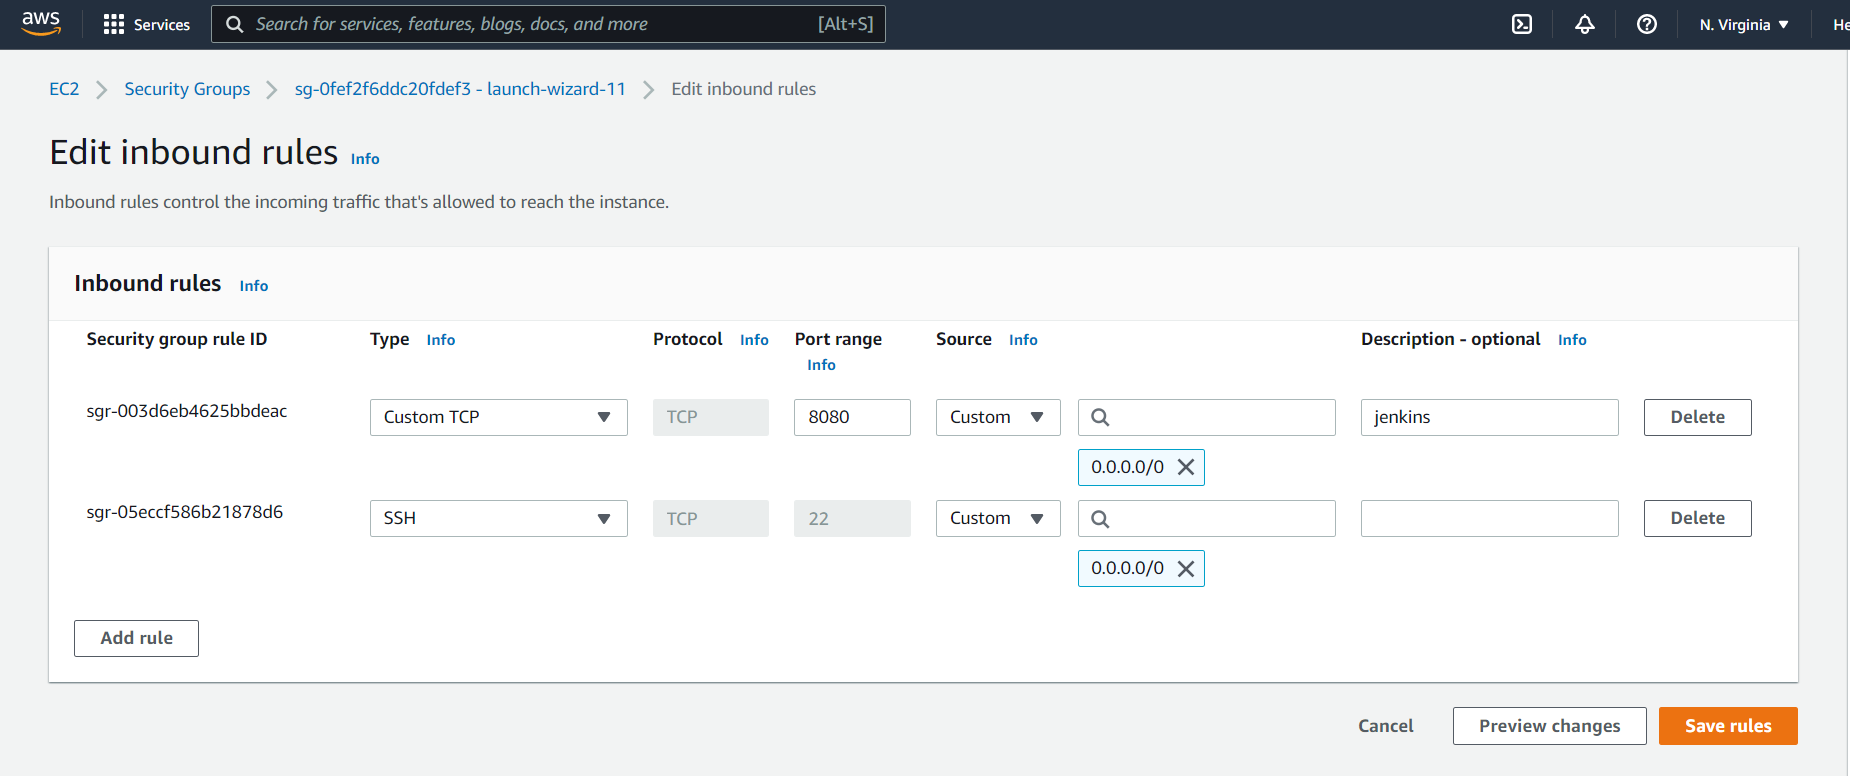 aws Services Search for services, features, blogs, docs, and more [Alt+S] N. Virginia He
EC2 Security Groups sg-0fef2f6ddc20fdef3 - launch-wizard-11 Edit inbound rules
Edit inbound rules Info
Inbound rules control the incoming traffic that's allowed to reach the instance.
Inbound rules Info
Security group rule ID Type Info Protocol Info Port range Source Info Description - optional Info
Info
sgr-003d6eb4625bbdeac Custom TCP TCP 8080 Custom jenkins Delete
0.0.0.0/0
sgr-05eccf586b21878d6 SSH TCP 22 Custom Delete
0.0.0.0/0
Add rule
Cancel Preview changes Save rules